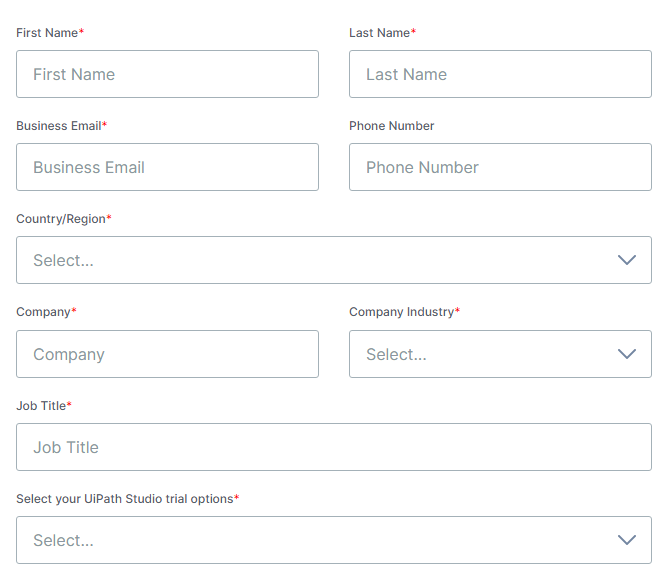 First Name* Last Name*
First Name Last Name
Business Email* Phone Number
Business Email Phone Number
Country/Region*
Select...
Company* Company Industry*
Company Select...
Job Title*
Job Title
Select your UiPath Studio trial options*
Select...